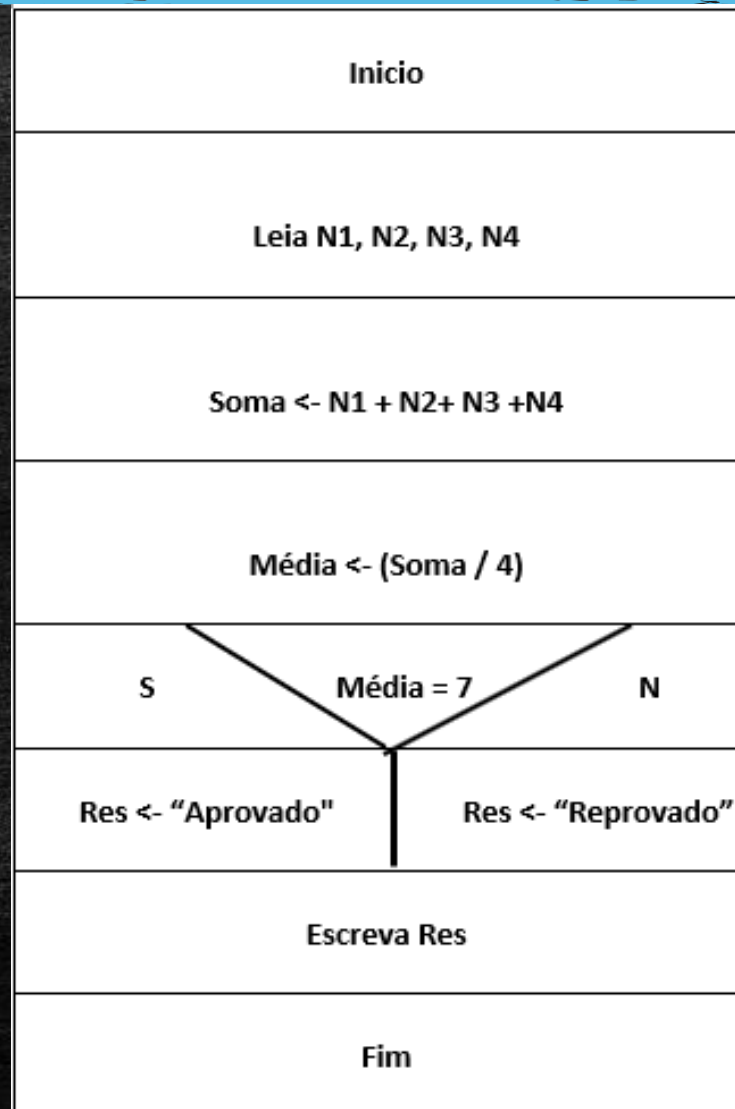 Inicio
Leia N1, N2, N3, N4
Soma <- N1 + N2+ N3 +N4
Média <- (Soma / 4)
S Média = 7 N
Res <- “Aprovado" Res <- “Reprovado”
Escreva Res
Fim